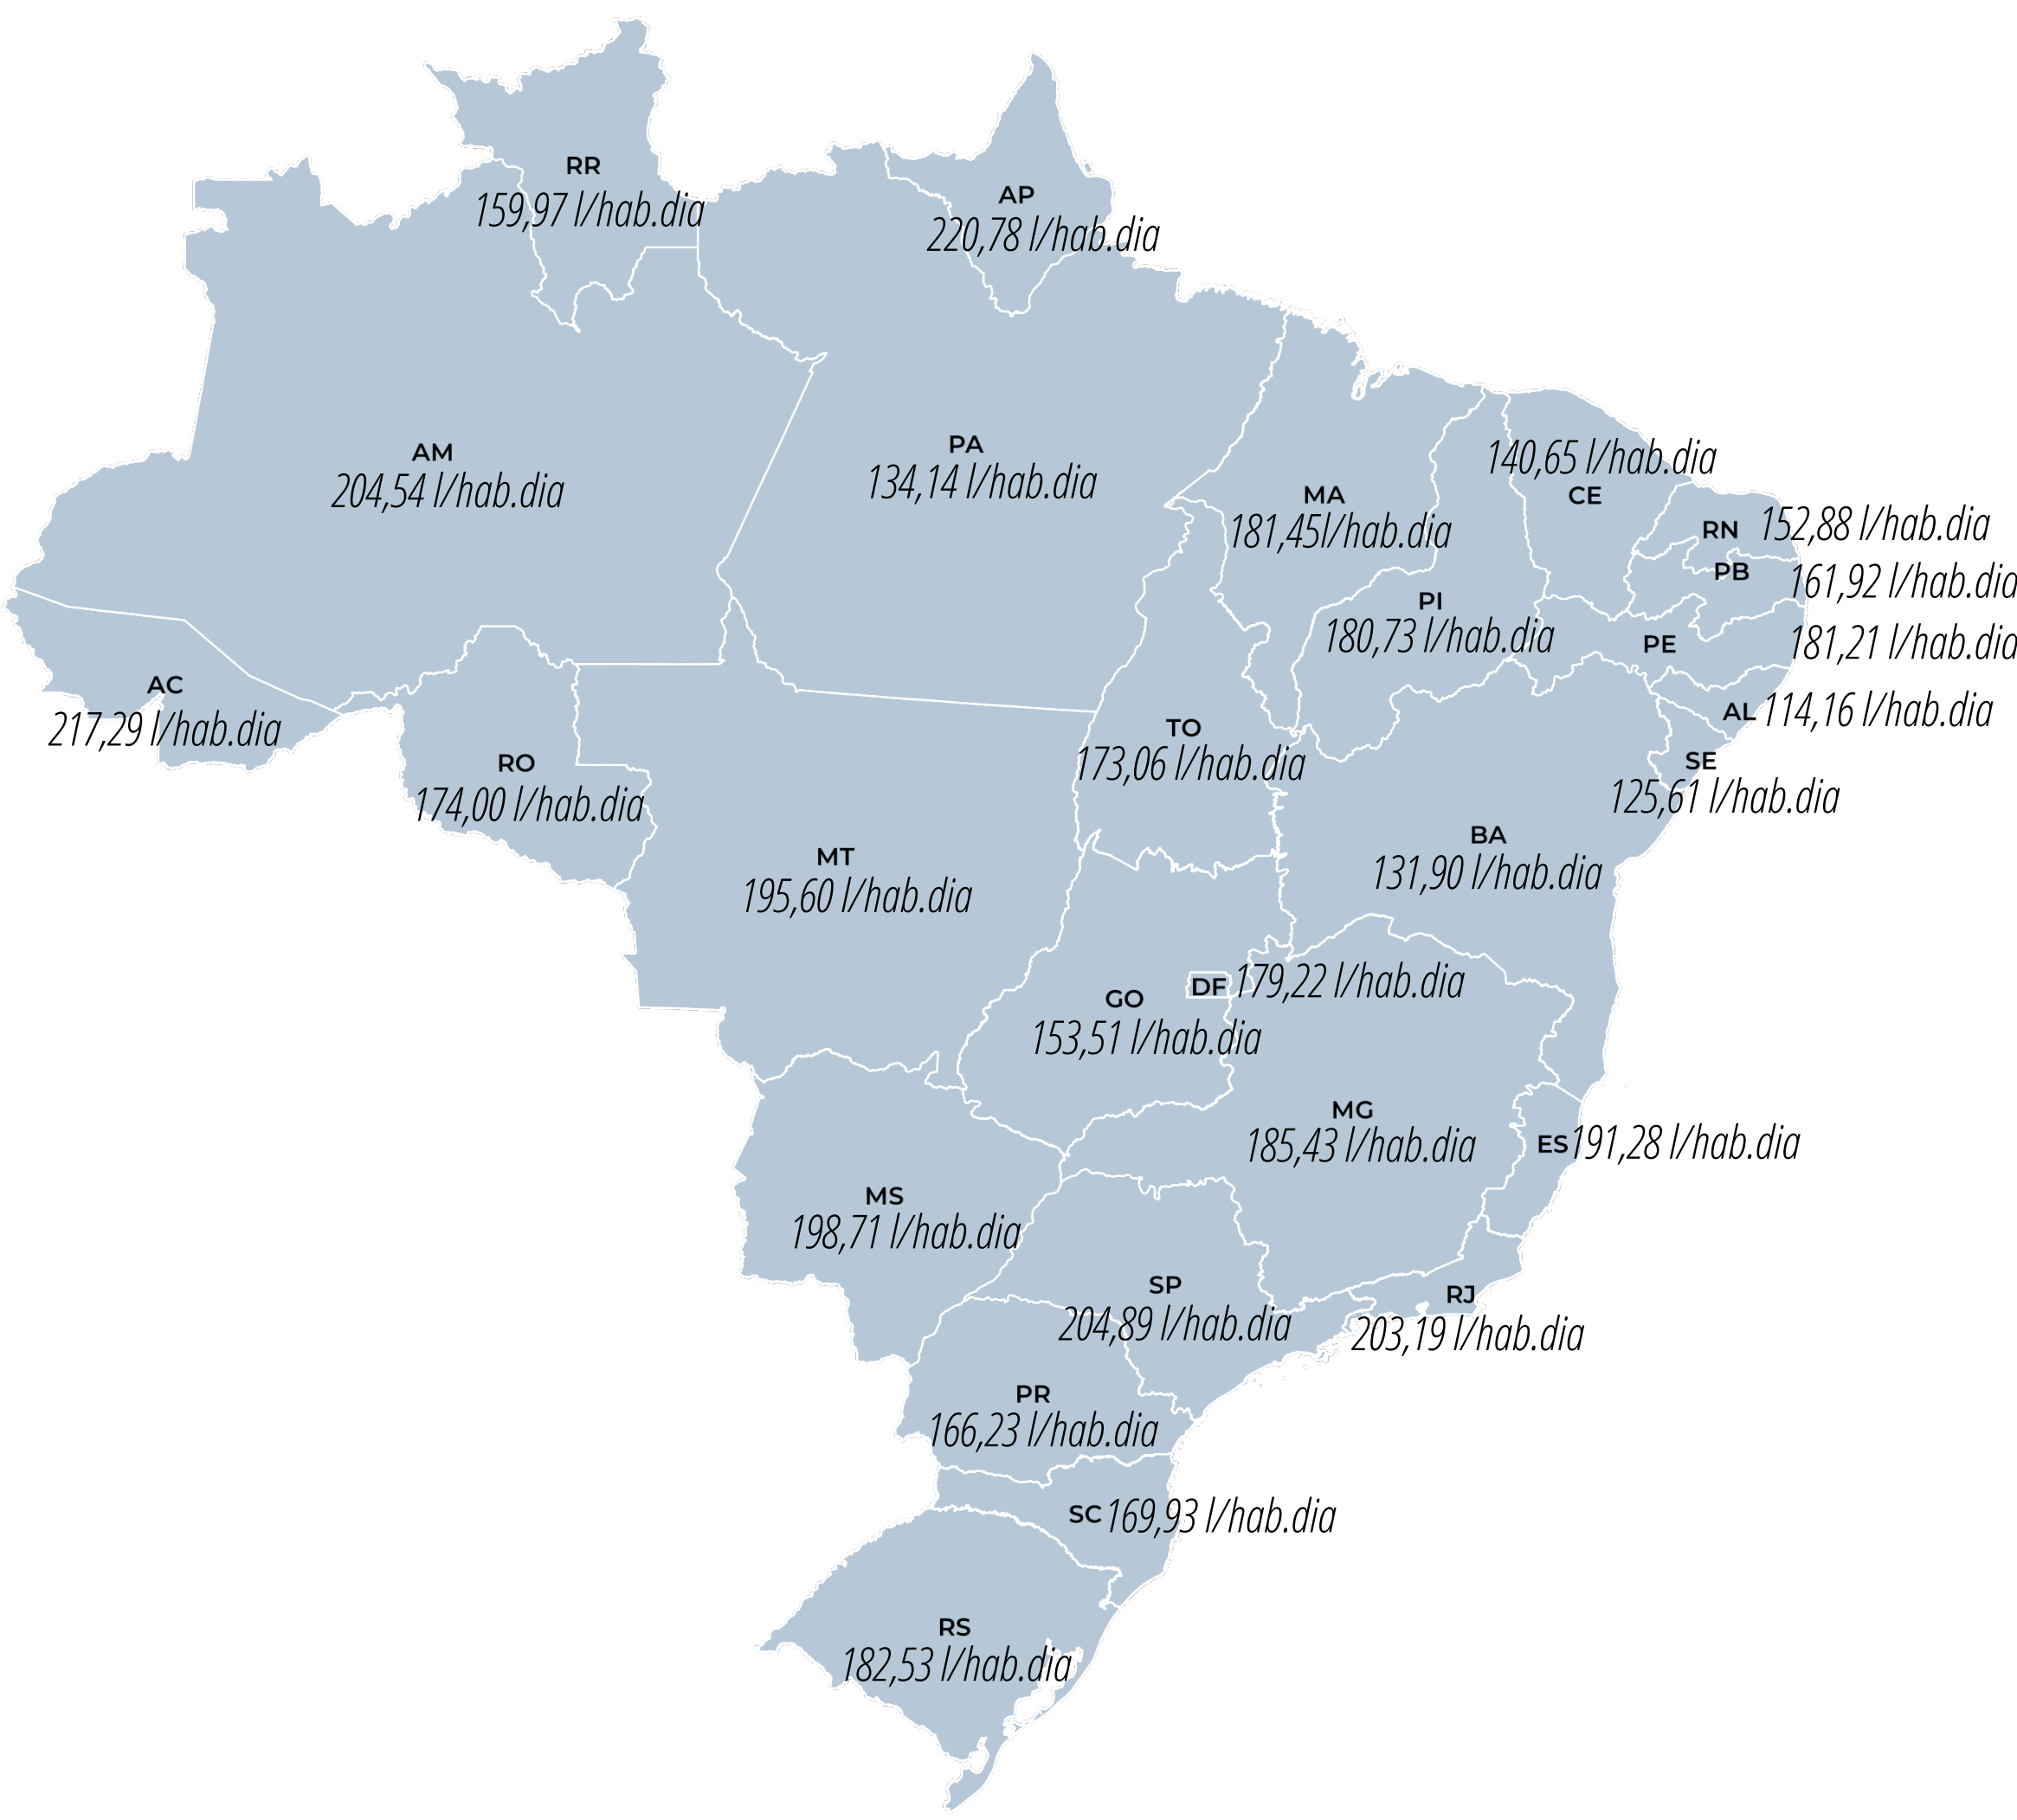 RR
159,97 l/hab.dia
AP
220,78 l/hab.dia
AM
204,54 l/hab.dia
PA
134,14 l/hab.dia
MA
181,45l/hab.dia
140,65 l/hab.dia
CE
RN 152,88 l/hab.dia
PB 161,92 l/hab.dia
PI
180,73 l/hab.dia
PE 181,21 l/hab.dia
AC
217,29 l/hab.dia
AL 114,16 l/hab.dia
TO
173,06 l/hab.dia
SE
125,61 l/hab.dia
RO
174,00 l/hab.dia
BA
131,90 l/hab.dia
MT
195,60 l/hab.dia
DF 179,22 l/hab.dia
GO
153,51 l/hab.dia
MG
185,43 l/hab.dia
ES 191,28 l/hab.dia
MS
198,71 l/hab.dia
SP
204,89 l/hab.dia
RJ
203,19 l/hab.dia
PR
166,23 l/hab.dia
SC 169,93 l/hab.dia
RS
182,53 l/hab.dia